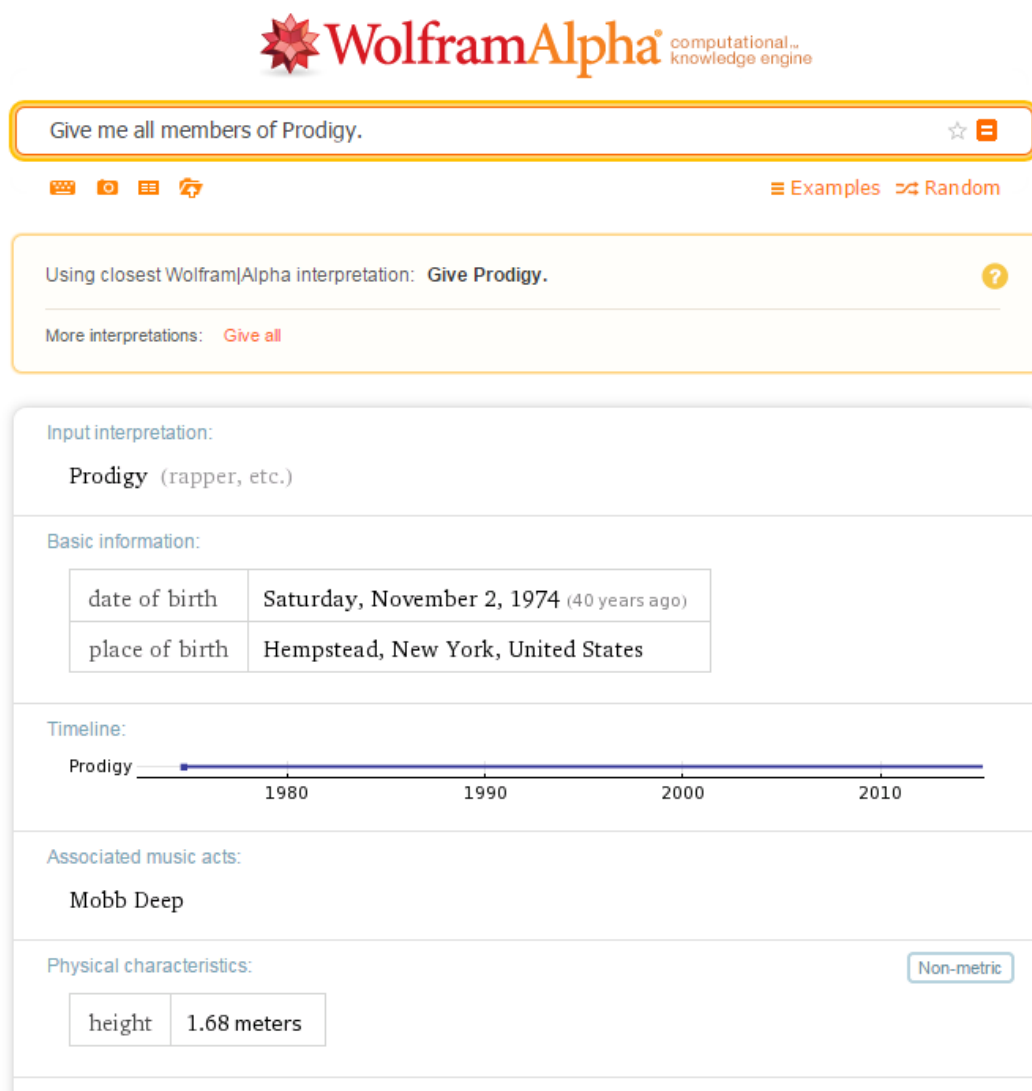 WolframAlpha computational... knowledge engine
Give me all members of Prodigy.
Examples Random
Using closest Wolfram|Alpha interpretation: Give Prodigy.
More interpretations: Give all
Input interpretation:
Prodigy (rapper, etc.)
Basic information:
date of birth Saturday, November 2, 1974 (40 years ago)
place of birth Hempstead, New York, United States
Timeline:
Prodigy
1980 1990 2000 2010
Associated music acts:
Mobb Deep
Physical characteristics: Non-metric
height 1.68 meters